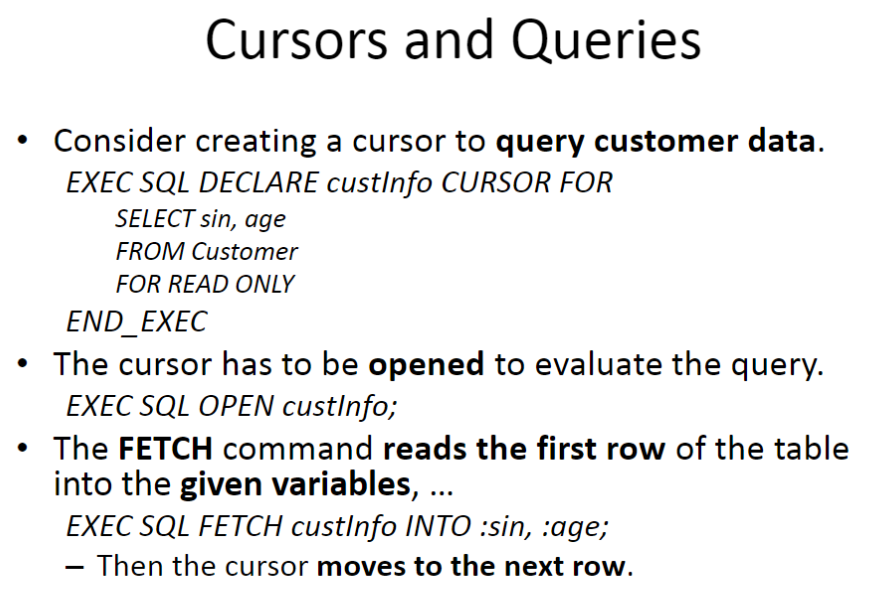 Cursors and Queries
• Consider creating a cursor to query customer data.
EXEC SQL DECLARE custInfo CURSOR FOR
SELECT sin, age
FROM Customer
FOR READ ONLY
END_EXEC
• The cursor has to be opened to evaluate the query.
EXEC SQL OPEN custInfo;
• The FETCH command reads the first row of the table
into the given variables, ...
EXEC SQL FETCH custInfo INTO :sin, :age;
– Then the cursor moves to the next row.